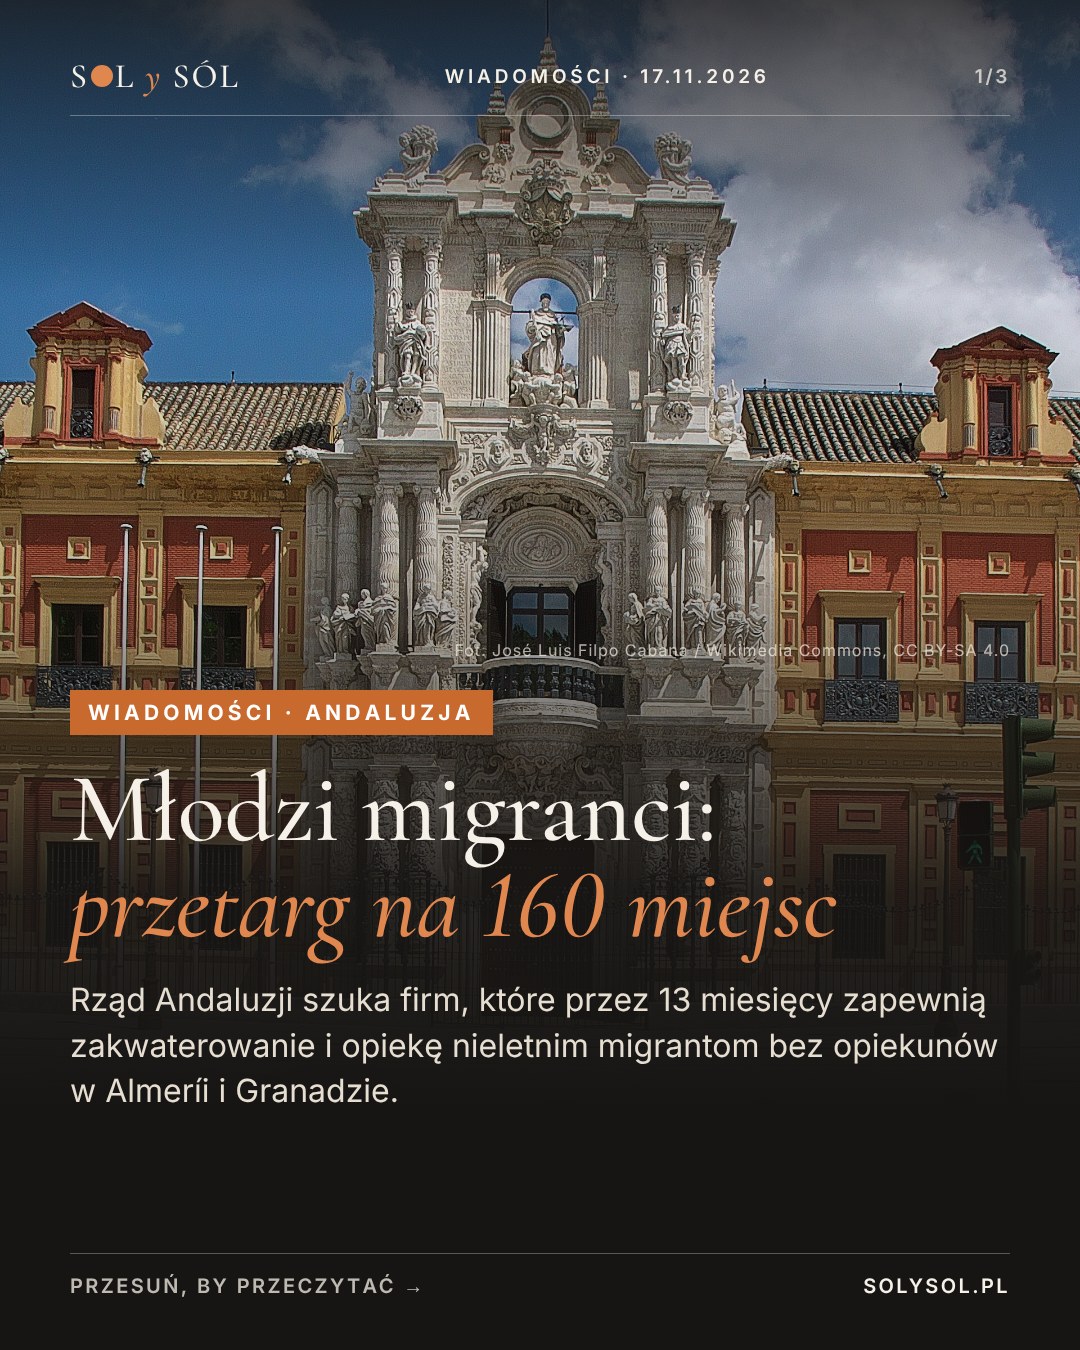 SOL y SÓL
WIADOMOŚCI · 17.11.2026
1/3
Fot. José Luis Filpo Cabana / Wikimedia Commons, CC BY-SA 4.0
WIADOMOŚCI · ANDALUZJA
Młodzi migranci:
przetarg na 160 miejsc
Rząd Andaluzji szuka firm, które przez 13 miesięcy zapewnią
zakwaterowanie i opiekę nieletnim migrantom bez opiekunów
w Almeríi i Granadzie.
PRZESUŃ, BY PRZECZYTAĆ →
SOLYSOL.PL